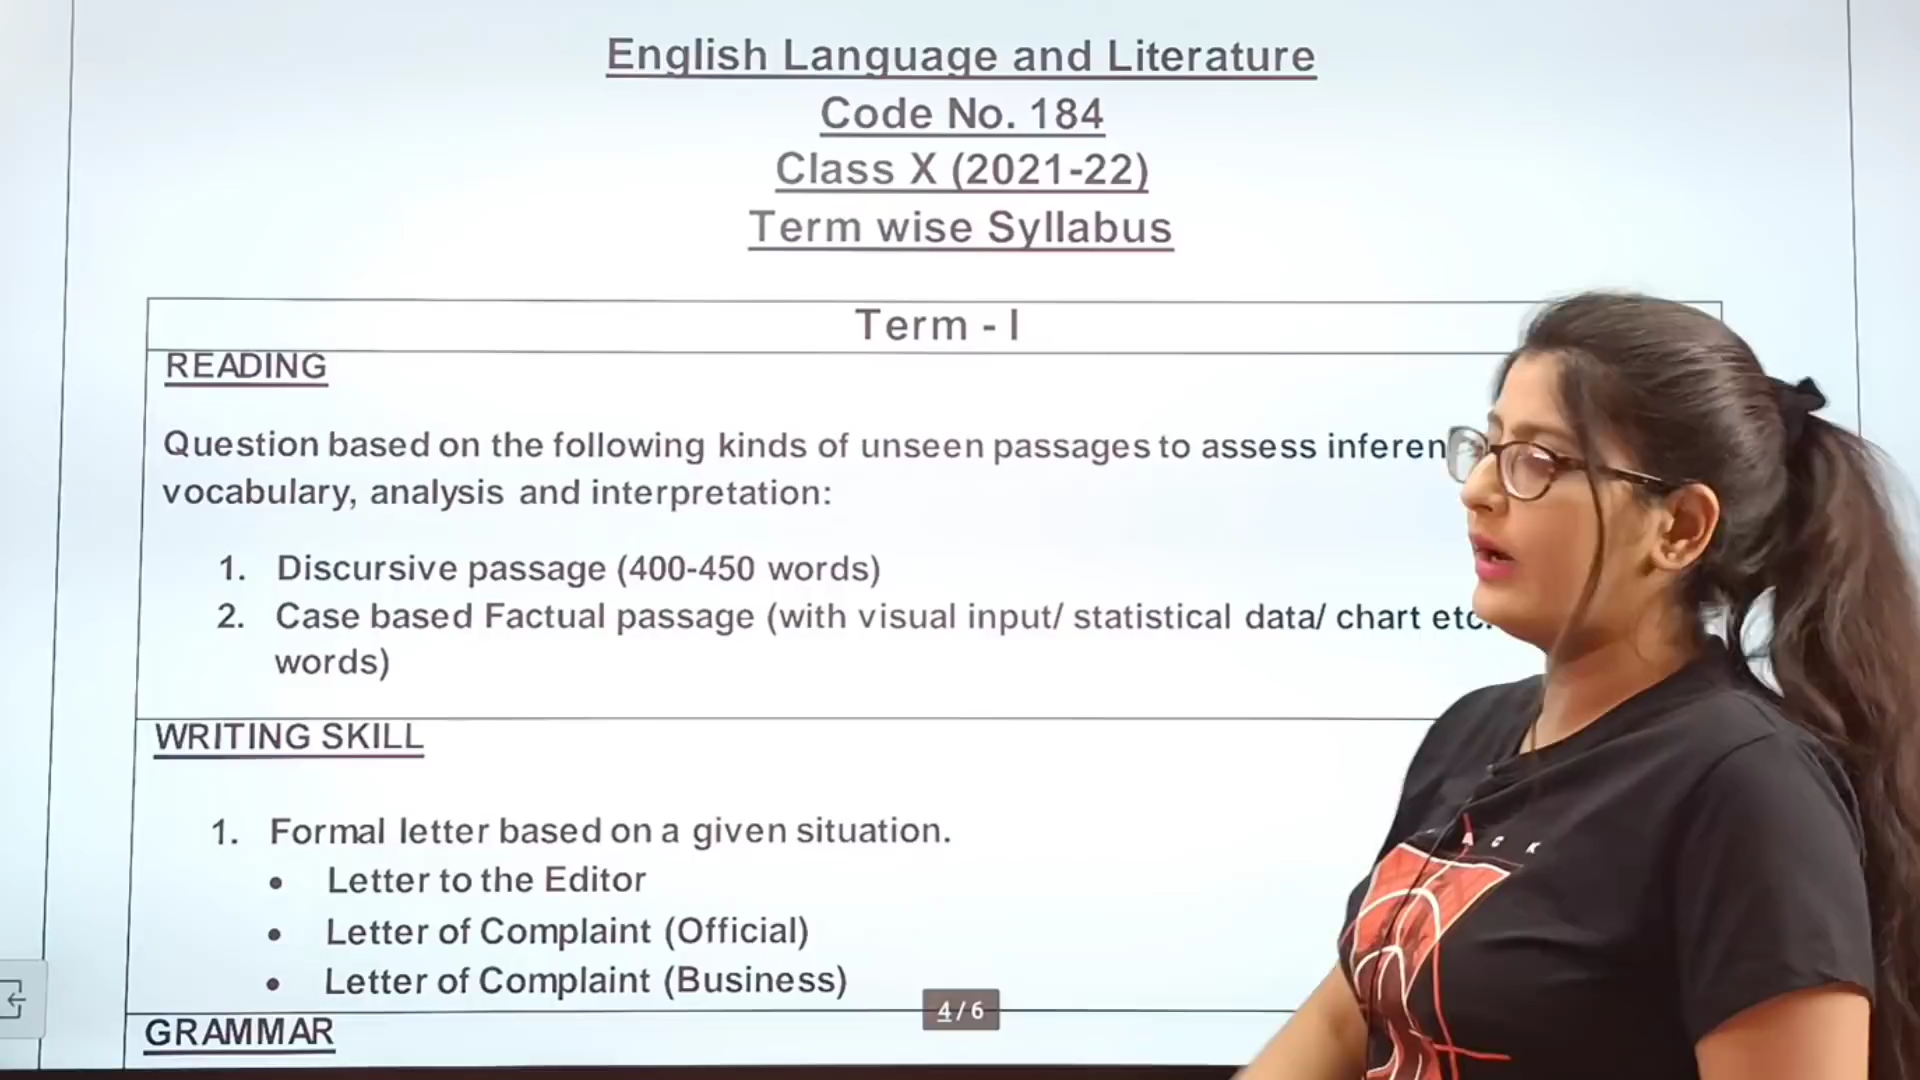 English Language and Literature
Code No. 184
Class X (2021-22)
Term wise Syllabus
Term - I
READING
Question based on the following kinds of unseen passages to assess
vocabulary, analysis and interpretation:
1. Discursive passage (400-450 words)
2. Case based Factual passage (with visual input/ statistical data/ chart etc.
words)
WRITING SKILL
1. Formal letter based on a given situation.
• Letter to the Editor
• Letter of Complaint (Official)
• Letter of Complaint (Business)
4 / 6
GRAMMAR